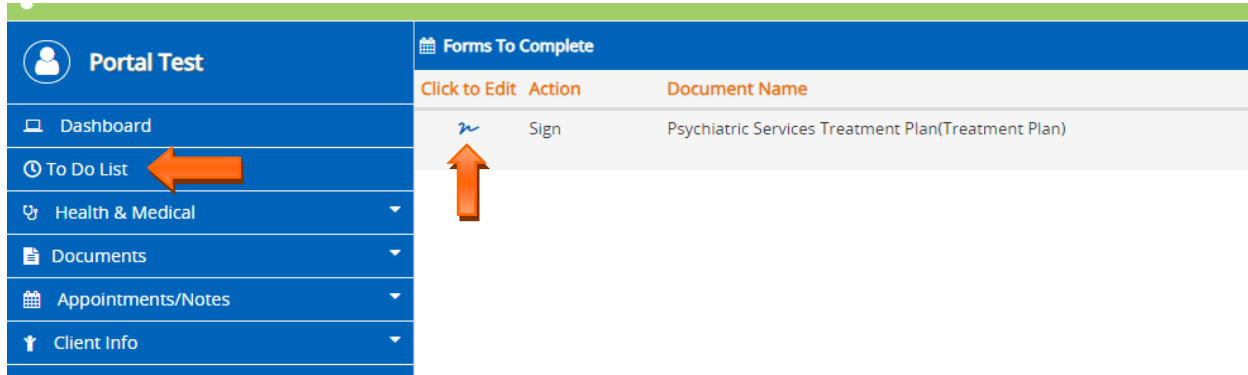 Portal Test
Dashboard
To Do List
Health & Medical
Documents
Appointments/Notes
Client Info
Forms To Complete
Click to Edit Action Document Name
Sign Psychiatric Services Treatment Plan(Treatment Plan)